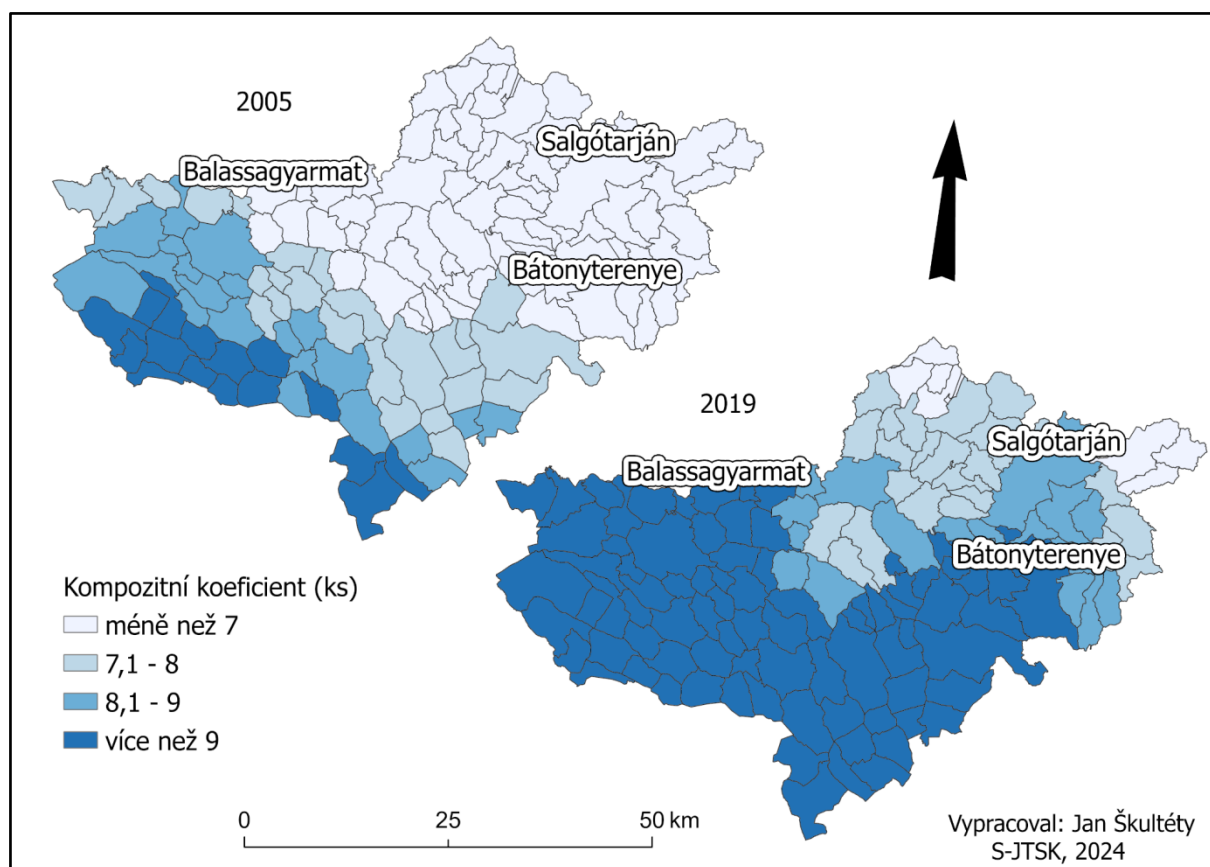 2005
Salgótarján
Balassagyarmat
Bátonyterenye
2019
Salgótarján
Balassagyarmat
Bátonyterenye
Kompozitní koeficient (ks)
méně než 7
7,1 - 8
8,1 - 9
více než 9
0 25 50 km
Vypracoval: Jan Škultéty
S-JTSK, 2024